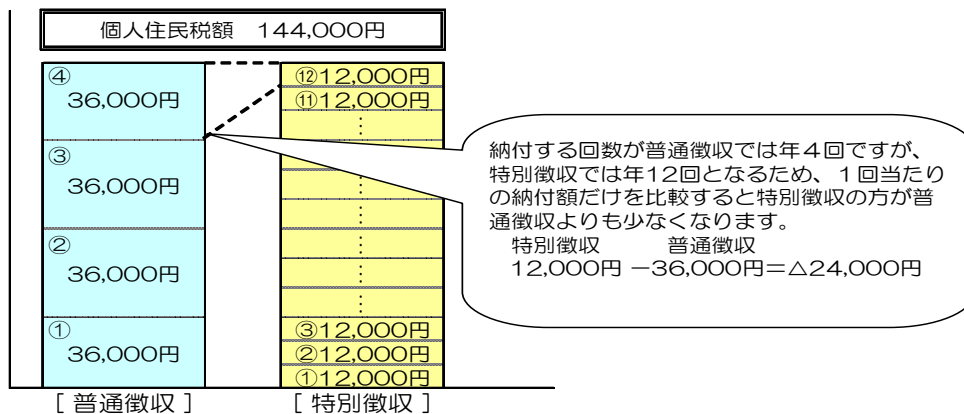 個人住民税額　144,000円
④
36,000円
③
36,000円
②
36,000円
①
36,000円
⑫12,000円
⑪12,000円
⋮
⋮
⋮
⋮
⋮
⋮
⋮
③12,000円
②12,000円
①12,000円
[ 普通徴収 ]
[ 特別徴収 ]
納付する回数が普通徴収では年４回ですが、
特別徴収では年12回となるため、１回当たり
の納付額だけを比較すると特別徴収の方が普
通徴収よりも少なくなります。
特別徴収　　　普通徴収
12,000円 －36,000円＝△24,000円